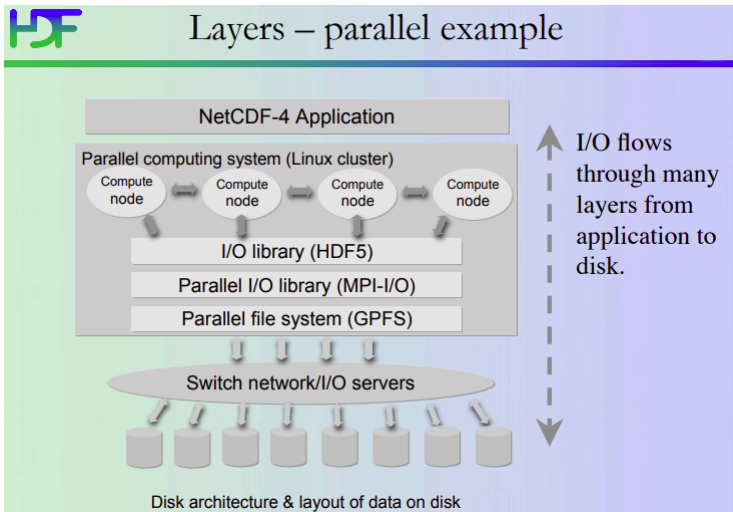 HDF
Layers – parallel example
NetCDF-4 Application
Parallel computing system (Linux cluster)
Compute
node
Compute
node
Compute
node
Compute
node
I/O library (HDF5)
Parallel I/O library (MPI-I/O)
Parallel file system (GPFS)
Switch network/I/O servers
Disk architecture & layout of data on disk
I/O flows
through many
layers from
application to
disk.